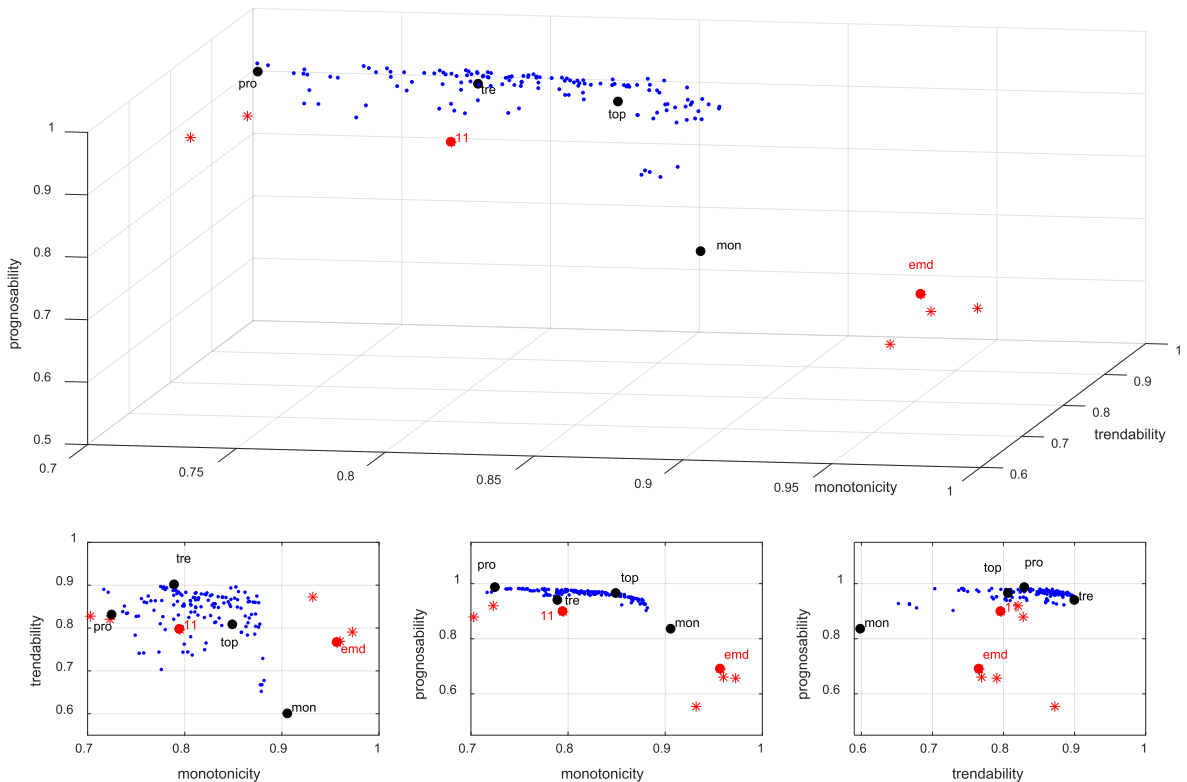 pro
tre
top
11
mon
emd
1
0.9
0.8
0.7
0.6
0.5
prognosability
0.7
0.75
0.8
0.85
0.9
0.95
1
monotonicity
0.6
0.7
0.8
0.9
1
trendability
1
0.9
0.8
0.7
0.6
trendability
tre
pro
11
top
emd
mon
0.7
0.8
0.9
1
monotonicity
1
0.8
0.6
prognosability
pro
top
tre
11
mon
emd
0.7
0.8
0.9
1
monotonicity
1
0.8
0.6
prognosability
top
pro
tre
mon
emd
0.6
0.7
0.8
0.9
1
trendability